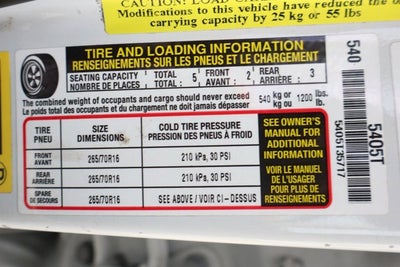 CAUTION: LOAD
Modifications to this vehicle have reduced the
carrying capacity by 25 kg or 55 lbs
TIRE AND LOADING INFORMATION
RENSEIGNEMENTS SUR LES PNEUS ET LE CHARGEMENT
SEATING CAPACITY TOTAL : 5 FRONT : 2 REAR : 3
NOMBRE DE PLACES TOTAL AVANT ARRIÈRE
The combined weight of occupants and cargo should never exceed 540 kg or 1200 lbs.
Le poids total des occupants et du chargement ne doit jamais dépasser kg ou lb.
TIRE SIZE COLD TIRE PRESSURE
PNEU DIMENSIONS PRESSION DES PNEUS À FROID
FRONT 265/70R16 210 kPa, 30 PSI
AVANT
REAR 265/70R16 210 kPa, 30 PSI
ARRIÈRE
SPARE 265/70R16 SEE ABOVE / VOIR CI - DESSUS
DE SECOURS
SEE OWNER'S
MANUAL FOR
ADDITIONAL
INFORMATION
VOIR LE MANUEL
DE L'USAGER
POUR PLUS DE
RENSEIGNEMENTS
540
5405T
5405135717